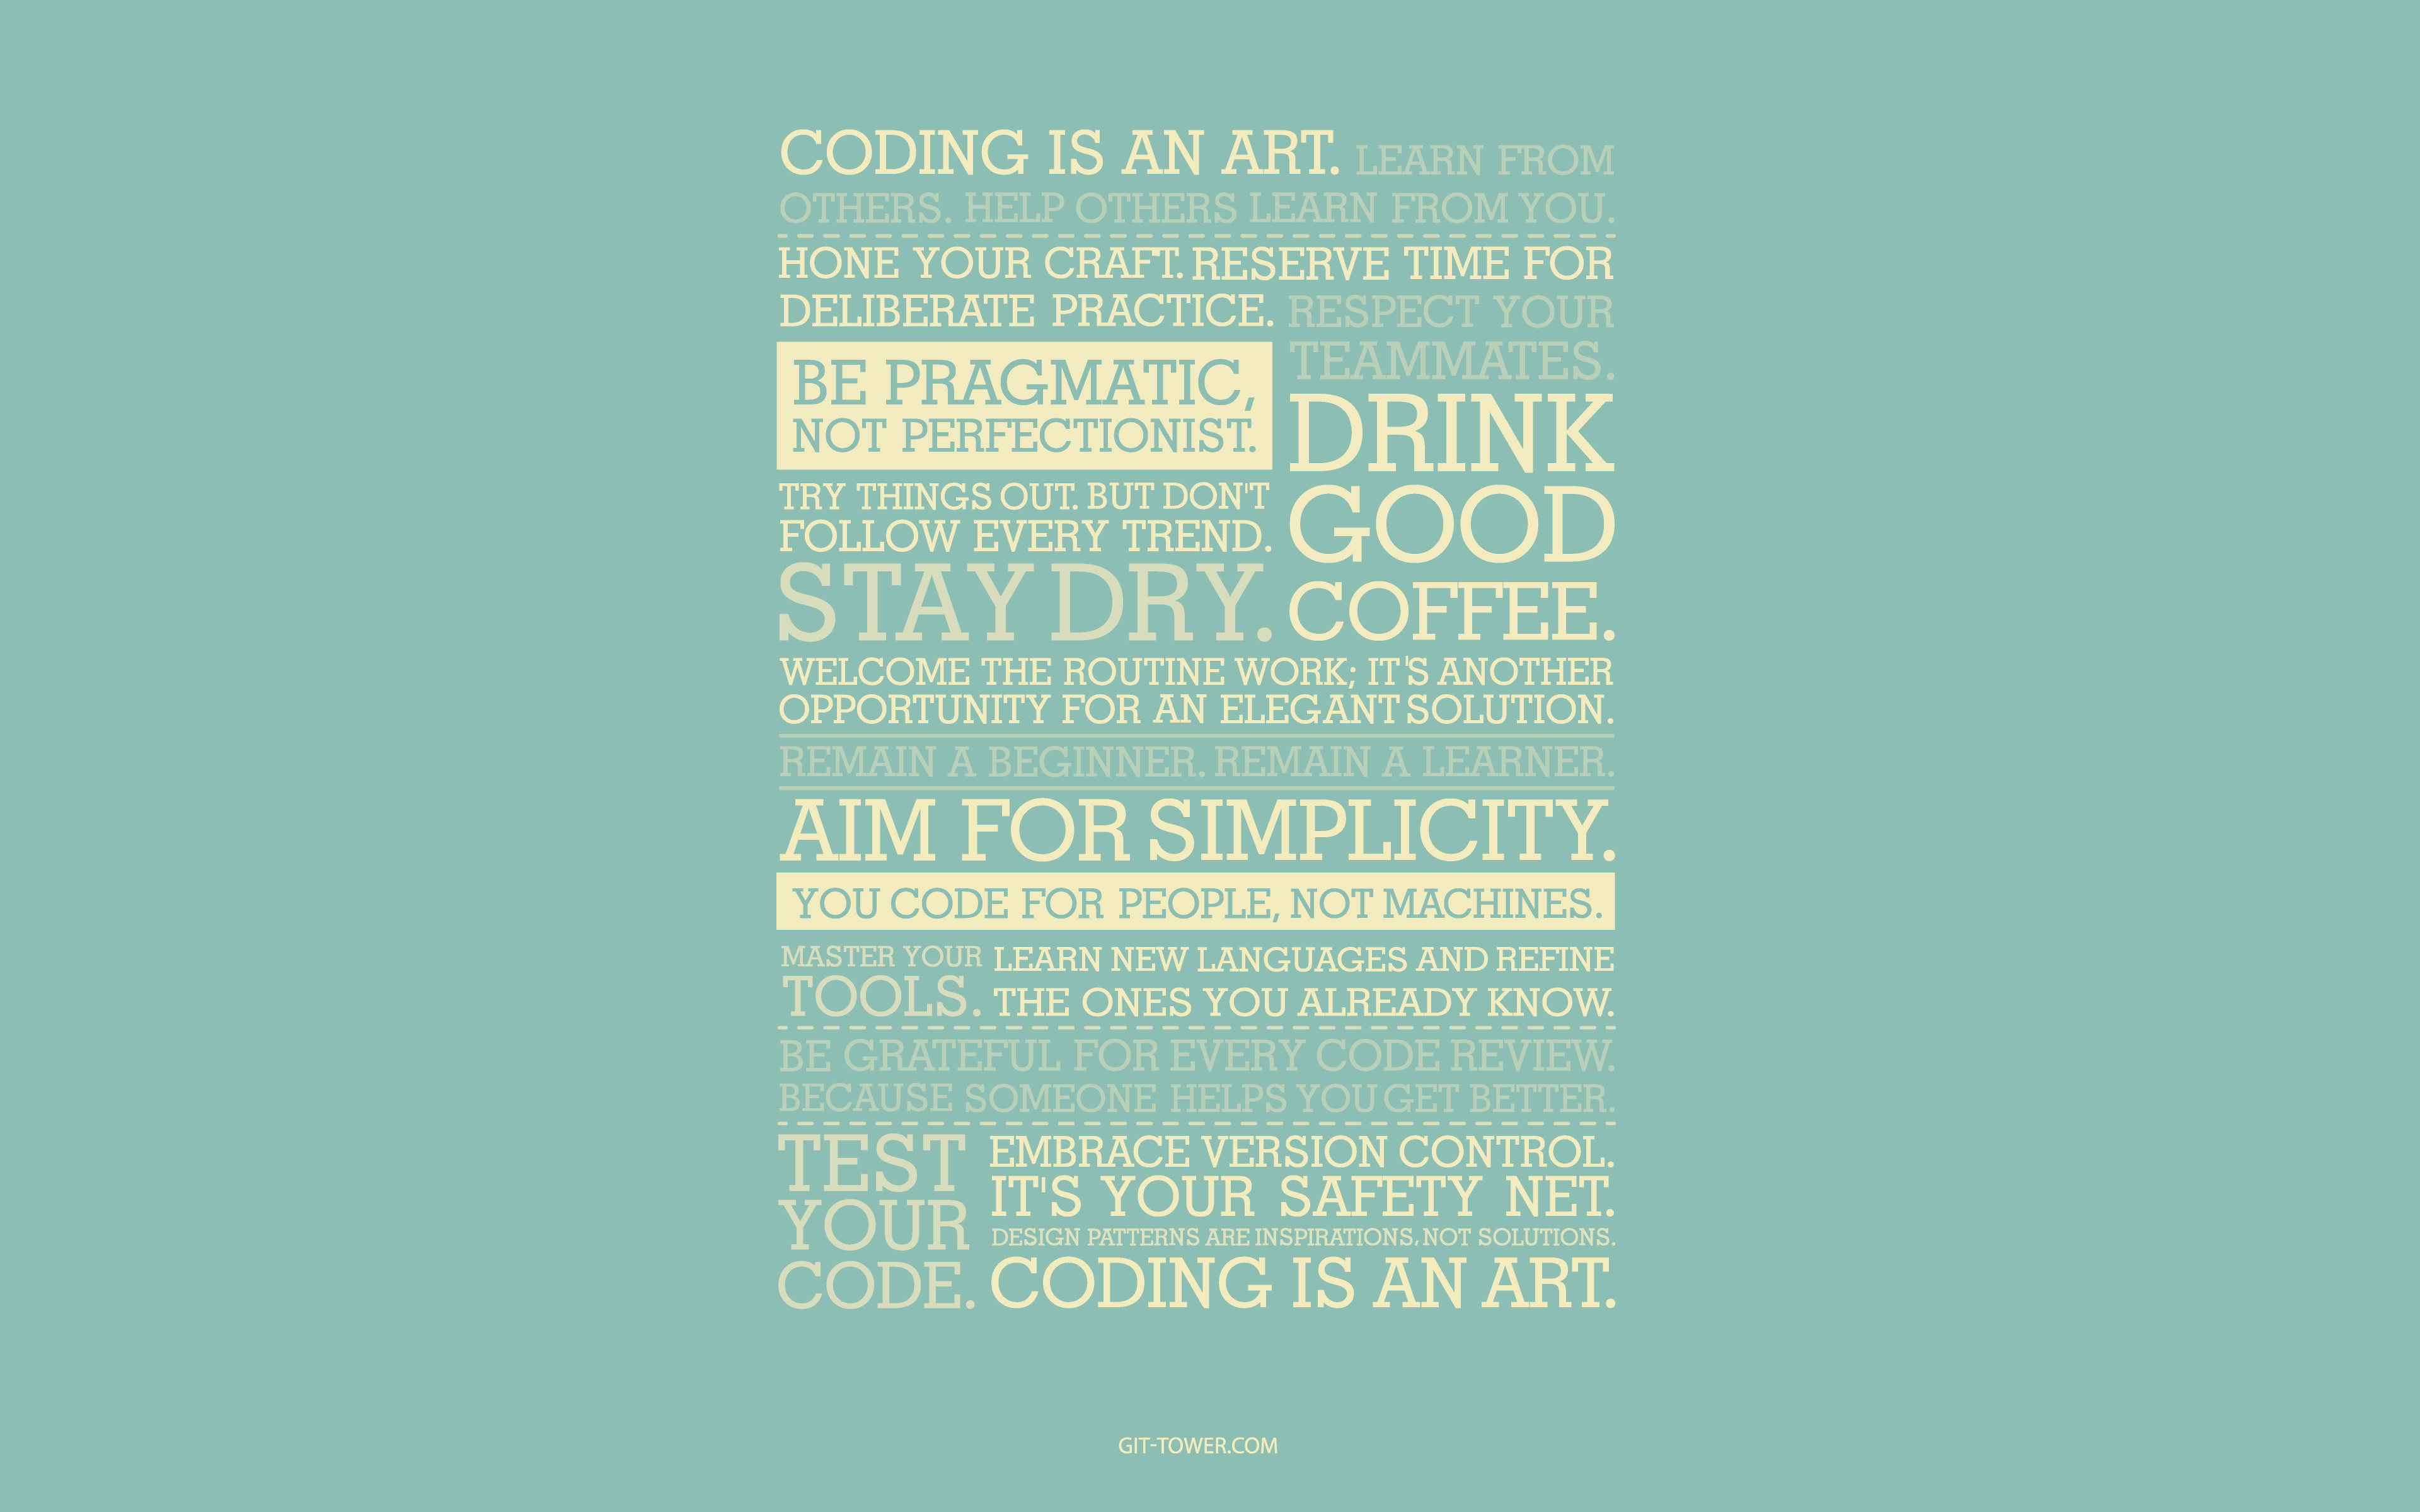 CODING IS AN ART. LEARN FROM
OTHERS. HELP OTHERS LEARN FROM YOU.
HONE YOUR CRAFT. RESERVE TIME FOR
DELIBERATE PRACTICE.
RESPECT YOUR
TEAMMATES.
BE PRAGMATIC,
NOT PERFECTIONIST.
DRINK
GOOD
COFFEE.
TRY THINGS OUT. BUT DON'T
FOLLOW EVERY TREND.
STAY DRY.
WELCOME THE ROUTINE WORK; IT'S ANOTHER
OPPORTUNITY FOR AN ELEGANT SOLUTION.
REMAIN A BEGINNER. REMAIN A LEARNER.
AIM FOR SIMPLICITY.
YOU CODE FOR PEOPLE, NOT MACHINES.
MASTER YOUR
TOOLS.
LEARN NEW LANGUAGES AND REFINE
THE ONES YOU ALREADY KNOW.
BE GRATEFUL FOR EVERY CODE REVIEW.
BECAUSE SOMEONE HELPS YOU GET BETTER.
TEST
YOUR
CODE.
EMBRACE VERSION CONTROL.
IT'S YOUR SAFETY NET.
DESIGN PATTERNS ARE INSPIRATIONS, NOT SOLUTIONS.
CODING IS AN ART.
GIT-TOWER.COM